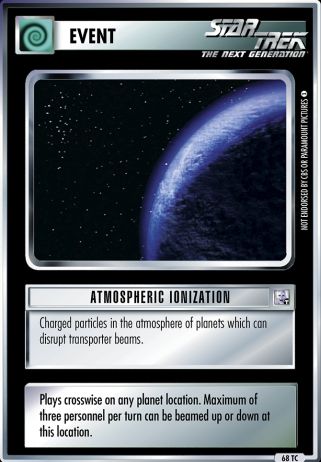 EVENT
STAR TREK
THE NEXT GENERATION
NOT ENDORSED BY CBS OR PARAMOUNT PICTURES
ATMOSPHERIC IONIZATION
Charged particles in the atmosphere of planets which can
disrupt transporter beams.
Plays crosswise on any planet location. Maximum of
three personnel per turn can be beamed up or down at
this location.
68 TC